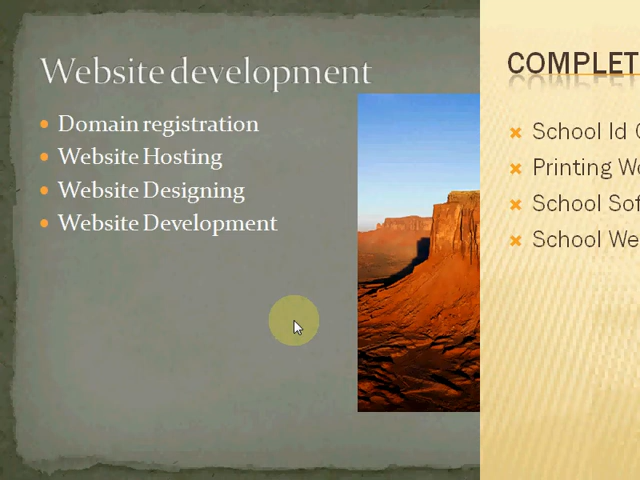 Website development
Domain registration
Website Hosting
Website Designing
Website Development
COMPLET
School Id
Printing
School
School